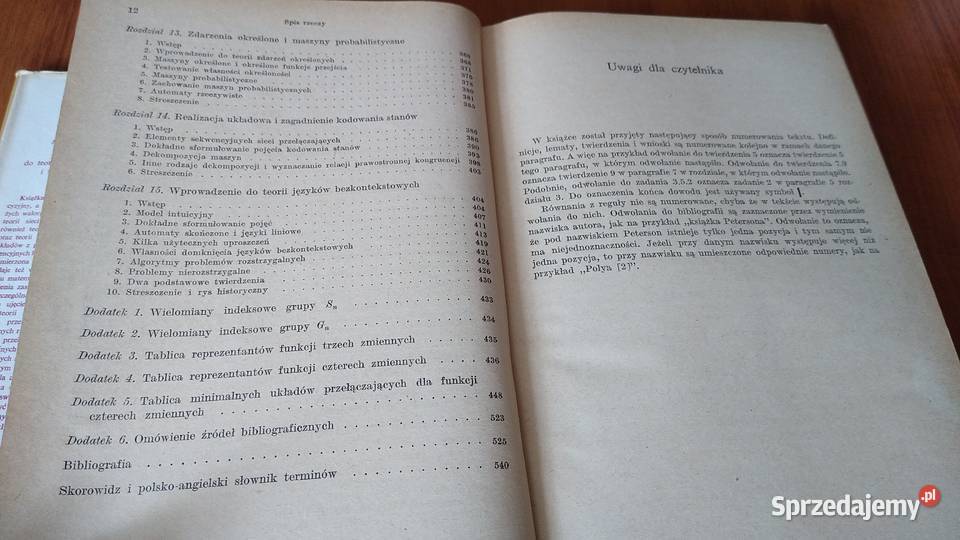 12
Spis rzeczy
Rozdział 13. Zdarzenia określone i maszyny probabilistyczne
1. Wstęp
2. Wprowadzenie do teorii zdarzeń określonych
3. Maszyny określone i określone funkcje przejścia
4. Testowanie własności określoności
5. Maszyny probabilistyczne
6. Zachowanie maszyn probabilistycznych
7. Automaty rzeczywiste
8. Streszczenie 385
Rozdział 14. Realizacja układowa i zagadnienie kodowania stanów
1. Wstęp 386
2. Elementy sekwencyjnej sieci przełączających 386
3. Dokładne sformułowanie pojęcia kodowania stanów 390
4. Dekompozycja maszyn 393
5. Inne rodzaje dekompozycji i wyznaczanie relacji prawostronnej kongruencji 398
6. Streszczenie 403
Rozdział 15. Wprowadzenie do teorii języków bezkontekstowych
1. Wstęp 404
2. Model intuicyjny 404
3. Dokładne sformułowanie pojęć 407
4. Automaty skończone i języki liniowe 411
5. Kilka użytecznych uproszczeń 413
6. Własności domknięcia języków bezkontekstowych 419
7. Algorytmy problemów rozstrzygalnych 421
8. Problemy nierozstrzygalne 424
9. Dwa podstawowe twierdzenia 426
10. Streszczenie i rys historyczny 430
Dodatek 1. Wielomiany indeksowe grupy Sn 433
Dodatek 2. Wielomiany indeksowe grupy Gn 434
Dodatek 3. Tablica reprezentantów funkcji trzech zmiennych 435
Dodatek 4. Tablica reprezentantów funkcji czterech zmiennych 436
Dodatek 5. Tablica minimalnych układów przełączających dla funkcji
czterech zmiennych 448
Dodatek 6. Omówienie źródeł bibliograficznych 523
Bibliografia 525
Skorowidz i polsko-angielski słownik terminów 540
Uwagi dla czytelnika
W książce został przyjęty następujący sposób numerowania tekstu. Defi-
nicje, lematy, twierdzenia i wnioski są numerowane kolejno w ramach danego
paragrafu. A więc na przykład odwołanie do twierdzenia 5 oznacza twierdzenie 5
tego paragrafu, w którym odwołanie nastąpiło. Odwołanie do twierdzenia 7.9
oznacza twierdzenie 9 w paragrafie 7 w rozdziale, w którym odwołanie nastąpiło.
Podobnie, odwołanie do zadania 3.5.2 oznacza zadanie 2 w paragrafie 5 roz-
działu 3. Do oznaczenia końca dowodu jest używany symbol |.
Równania z reguły nie są numerowane, chyba że w tekście występują od-
wołania do nich. Odwołania do bibliografii są zaznaczone przez wymienienie
nazwiska autora, jak na przykład „książka Petersona”. Odwołanie to oznacza,
że pod nazwiskiem Peterson istnieje tylko jedna pozycja i tym samym nie
ma niejednoznaczności. Jeżeli przy danym nazwisku występuje więcej niż
jedna pozycja, to przy nazwisku są umieszczone odpowiednie numery, jak na
przykład „Polya [2]”.
Sprzedajemy.pl